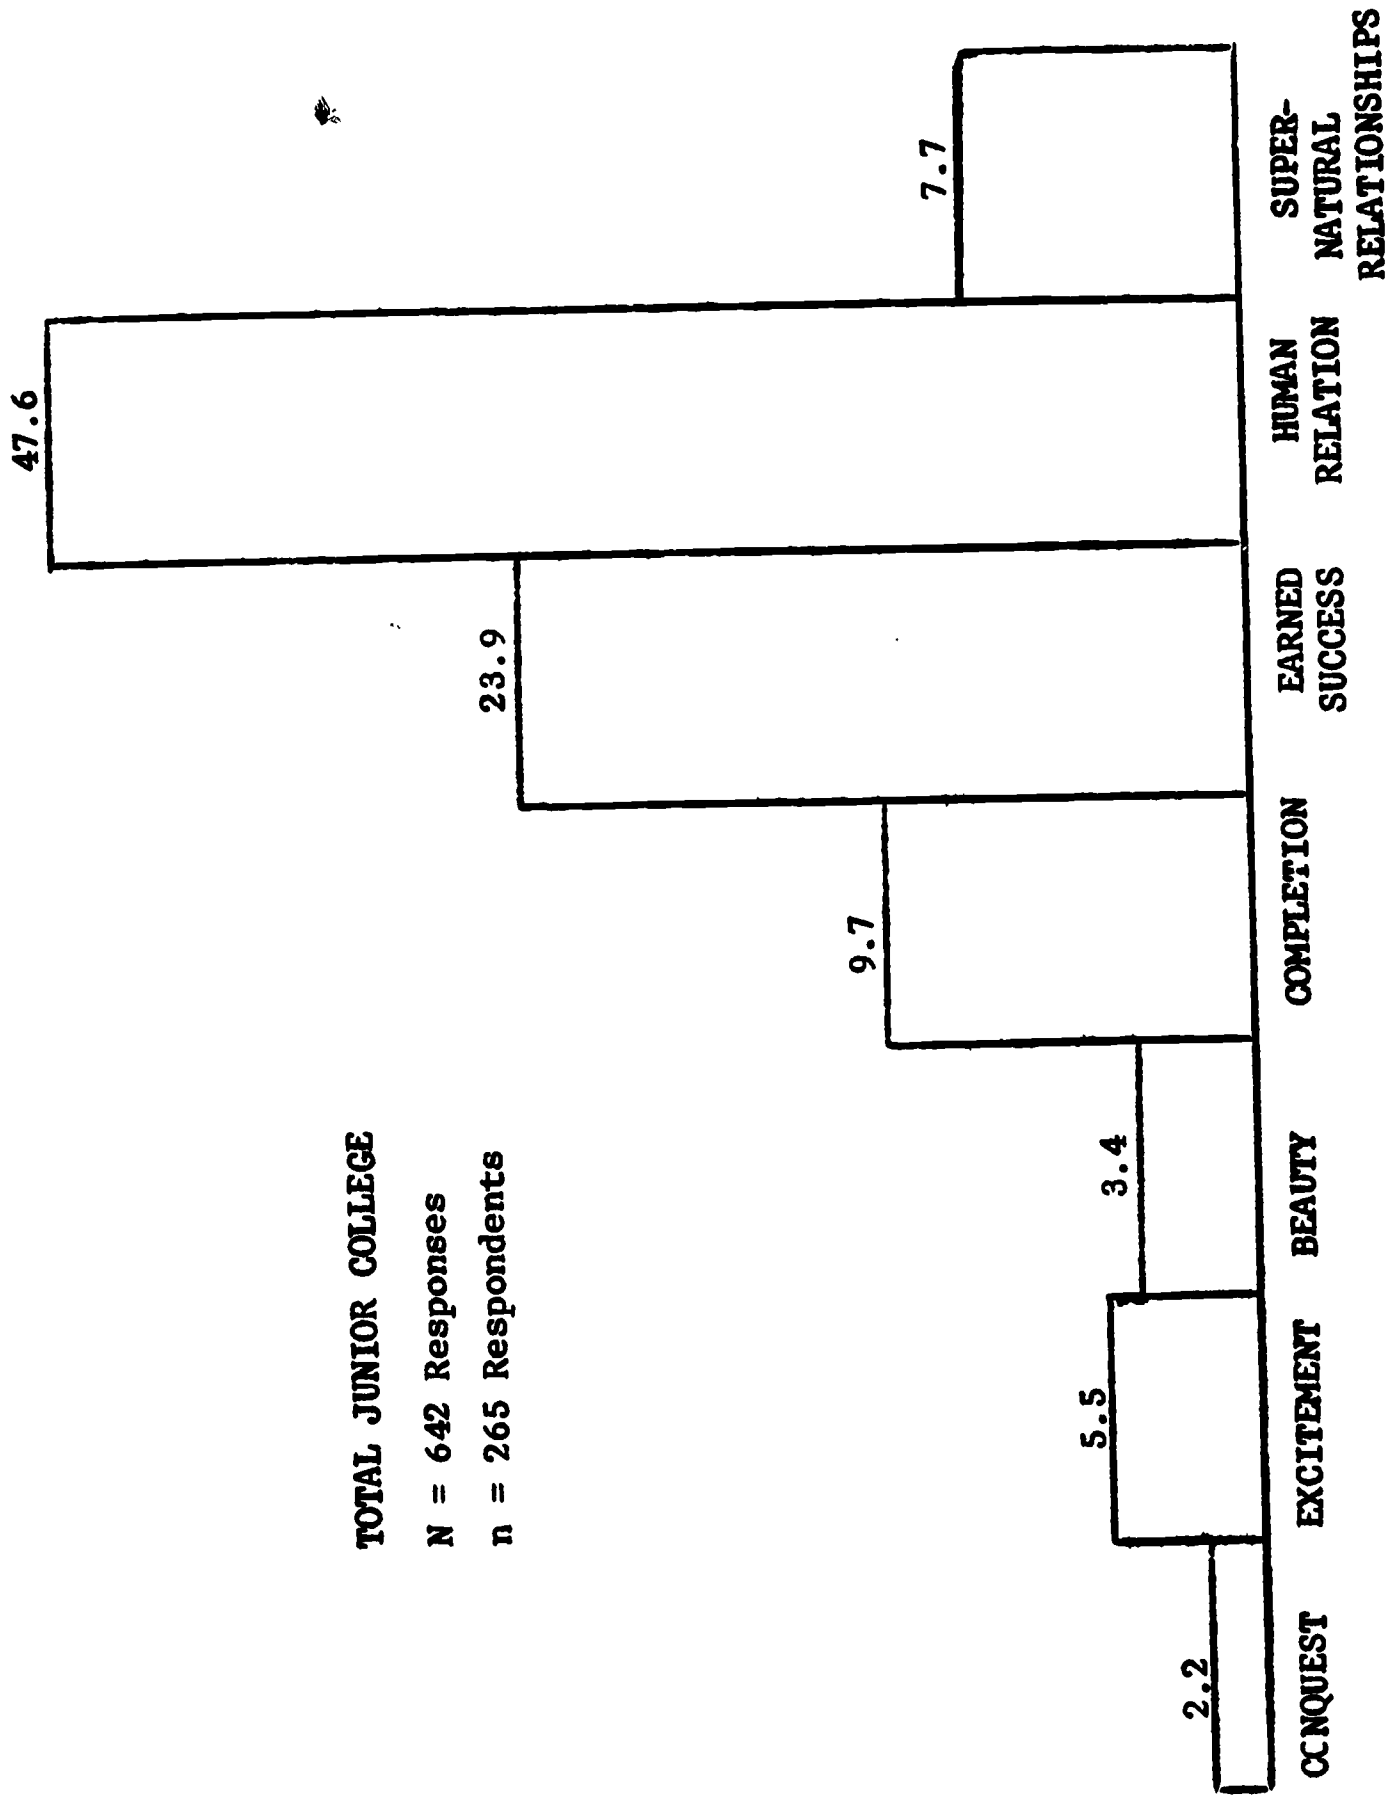 TOTAL JUNIOR COLLEGE
N = 642 Responses
n = 265 Respondents
2.2
5.5
3.4
9.7
23.9
47.6
7.7
CONQUEST
EXCITEMENT
BEAUTY
COMPLETION
EARNED
SUCCESS
HUMAN
RELATION
SUPER-
NATURAL
RELATIONSHIPS